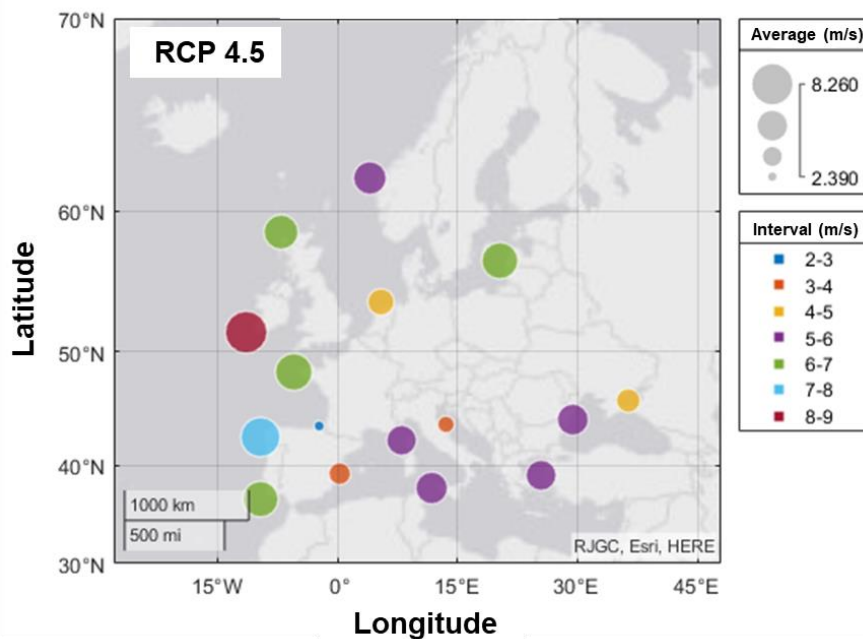 RCP 4.5
70°N
60°N
50°N
40°N
30°N
Latitude
1000 km
500 mi
RJGC, Esri, HERE
15°W
0°
15°E
30°E
45°E
Longitude
Average (m/s)
8.260
2.390
Interval (m/s)
2-3
3-4
4-5
5-6
6-7
7-8
8-9